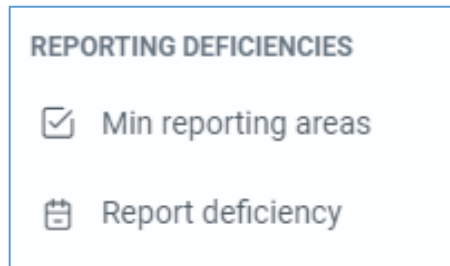 REPORTING DEFICIENCIES
Min reporting areas
Report deficiency